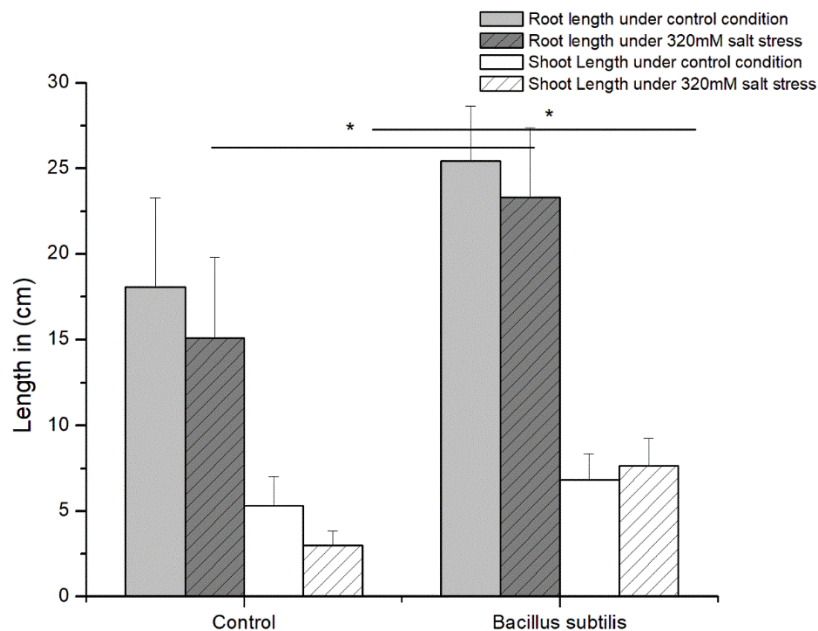 Root length under control condition
Root length under 320mM salt stress
Shoot Length under control condition
Shoot Length under 320mM salt stress
30
25
20
15
10
5
0
Length in (cm)
*
*
Control
Bacillus subtilis